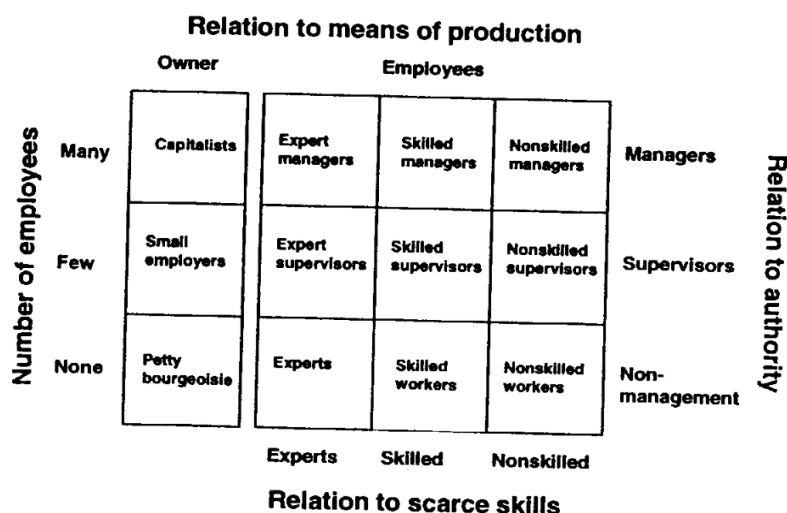 Relation to means of production
Owner
Employees
Number of employees
Many
Capitalists
Expert
managers
Skilled
managers
Nonskilled
managers
Managers
Few
Small
employers
Expert
supervisors
Skilled
supervisors
Nonskilled
supervisors
Supervisors
None
Petty
bourgeoisie
Experts
Skilled
workers
Nonskilled
workers
Non-
management
Relation to authority
Experts
Skilled
Nonskilled
Relation to scarce skills